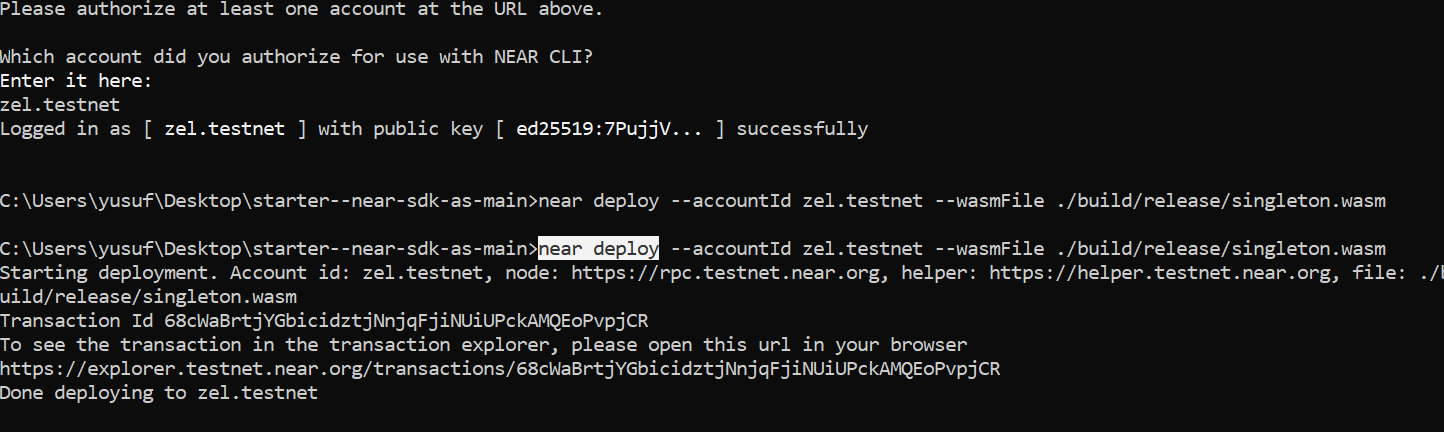 Please authorize at least one account at the URL above.
Which account did you authorize for use with NEAR CLI?
Enter it here:
zel.testnet
Logged in as [ zel.testnet ] with public key [ ed25519:7PujjV... ] successfully
C:\Users\yusuf\Desktop\starter--near-sdk-as-main>near deploy --accountId zel.testnet --wasmFile ./build/release/singleton.wasm
C:\Users\yusuf\Desktop\starter--near-sdk-as-main>near deploy --accountId zel.testnet --wasmFile ./build/release/singleton.wasm
Starting deployment. Account id: zel.testnet, node: https://rpc.testnet.near.org, helper: https://helper.testnet.near.org, file: ./b
uild/release/singleton.wasm
Transaction Id 68cWaBrtjYGbicidztjNnjqFjiNUiUPckAMQEoPvpjCR
To see the transaction in the transaction explorer, please open this url in your browser
https://explorer.testnet.near.org/transactions/68cWaBrtjYGbicidztjNnjqFjiNUiUPckAMQEoPvpjCR
Done deploying to zel.testnet